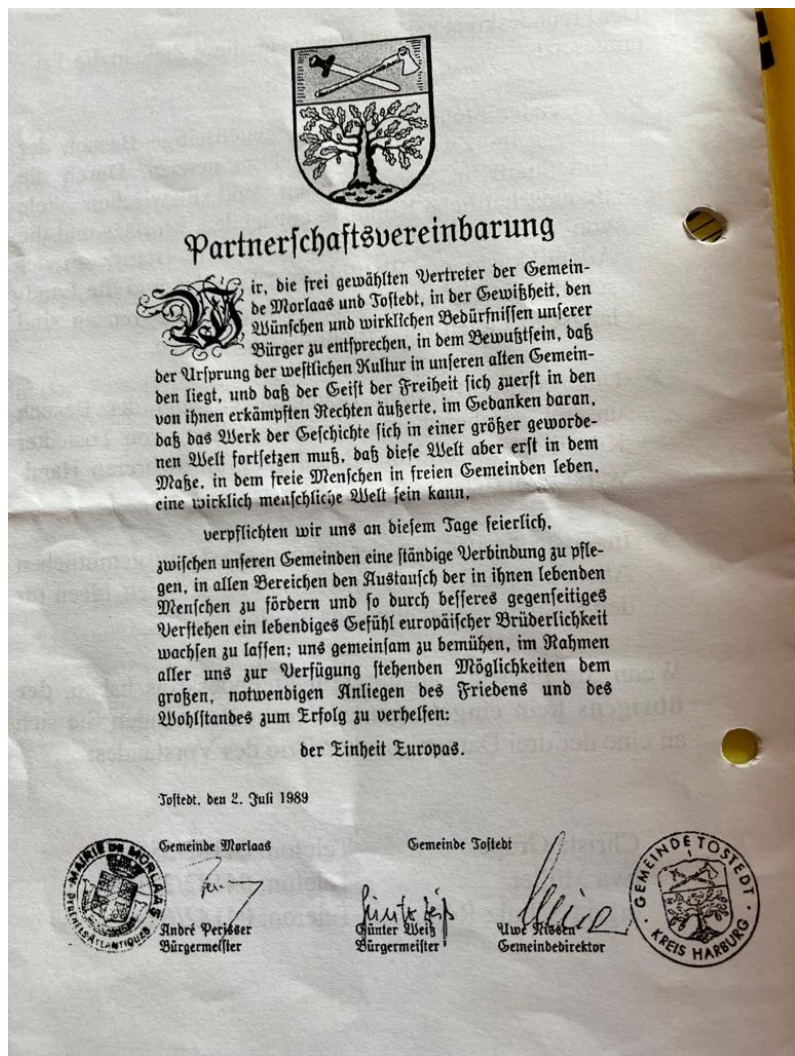 Partnerschaftsvereinbarung
Wir, die frei gewählten Vertreter der Gemein-
de Morlaas und Tostedt, in der Gewißheit, den
Wünschen und wirklichen Bedürfnissen unserer
Bürger zu entsprechen, in dem Bewußtsein, daß
der Ursprung der westlichen Kultur in unseren alten Gemein-
den liegt, und daß der Geist der Freiheit sich zuerst in den
von ihnen erkämpften Rechten äußerte, im Gedanken daran,
daß das Werk der Geschichte sich in einer größer geworde-
nen Welt fortsetzen muß, daß diese Welt aber erst in dem
Maße, in dem freie Menschen in freien Gemeinden leben,
eine wirklich menschliche Welt sein kann,
verpflichten wir uns an diesem Tage feierlich,
zwischen unseren Gemeinden eine ständige Verbindung zu pfle-
gen, in allen Bereichen den Austausch der in ihnen lebenden
Menschen zu fördern und so durch besseres gegenseitiges
Verstehen ein lebendiges Gefühl europäischer Brüderlichkeit
wachsen zu lassen; uns gemeinsam zu bemühen, im Rahmen
aller uns zur Verfügung stehenden Möglichkeiten dem
großen, notwendigen Anliegen des Friedens und des
Wohlstandes zum Erfolg zu verhelfen:
der Einheit Europas.
Tostedt, den 2. Juli 1989
Gemeinde Morlaas Gemeinde Tostedt
MAIRIE DE MORLAAS
PYRENEES ATLANTIQUES
GEMEINDE TOSTEDT
KREIS HARBURG
André Günter Weiß Uwe Nissen
Bürgermeister Bürgermeister Gemeindedirektor